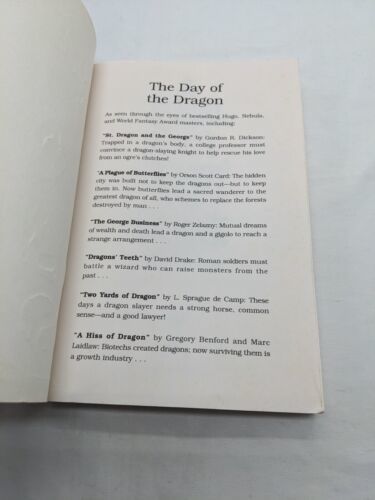 The Day of
the Dragon
As seen through the eyes of bestselling Hugo, Nebula,
and World Fantasy Award masters, including:
"St. Dragon and the George" by Gordon R. Dickson:
Trapped in a dragon's body, a college professor must
convince a dragon-slaying knight to help rescue his love
from an ogre's clutches!
"A Plague of Butterflies" by Orson Scott Card: The hidden
city was built not to keep the dragons out—but to keep
them in. Now butterflies lead a sacred wanderer to the
greatest dragon of all, who schemes to replace the forests
destroyed by man . . .
"The George Business" by Roger Zelazny: Mutual dreams
of wealth and death lead a dragon and a gigolo to reach a
strange arrangement . . .
"Dragons' Teeth" by David Drake: Roman soldiers must
battle a wizard who can raise monsters from the
past . . .
"Two Yards of Dragon" by L. Sprague de Camp: These
days a dragon slayer needs a strong horse, common
sense—and a good lawyer!
"A Hiss of Dragon" by Gregory Benford and Marc
Laidlaw: Biotechs created dragons; now surviving them is
a growth industry . . .